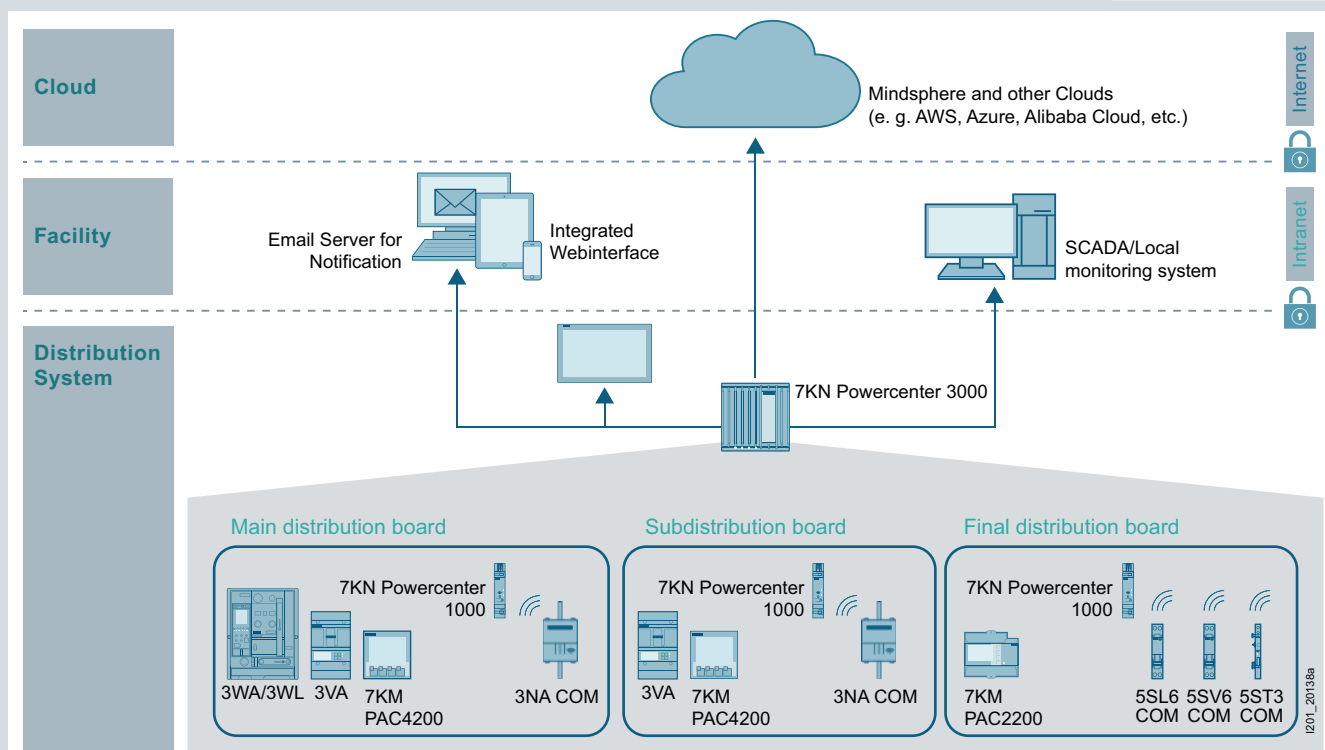 Cloud
Mindsphere and other Clouds
(e. g. AWS, Azure, Alibaba Cloud, etc.)
Internet
Facility
Email Server for
Notification
Integrated
Webinterface
SCADA/Local
monitoring system
Intranet
Distribution
System
7KN Powercenter 3000
Main distribution board
7KN Powercenter
1000
3WA/3WL
3VA
7KM
PAC4200
3NA COM
Subdistribution board
7KN Powercenter
1000
3VA
7KM
PAC4200
3NA COM
Final distribution board
7KN Powercenter
1000
7KM
PAC2200
5SL6
COM
5SV6
COM
5ST3
COM
I201_20138a